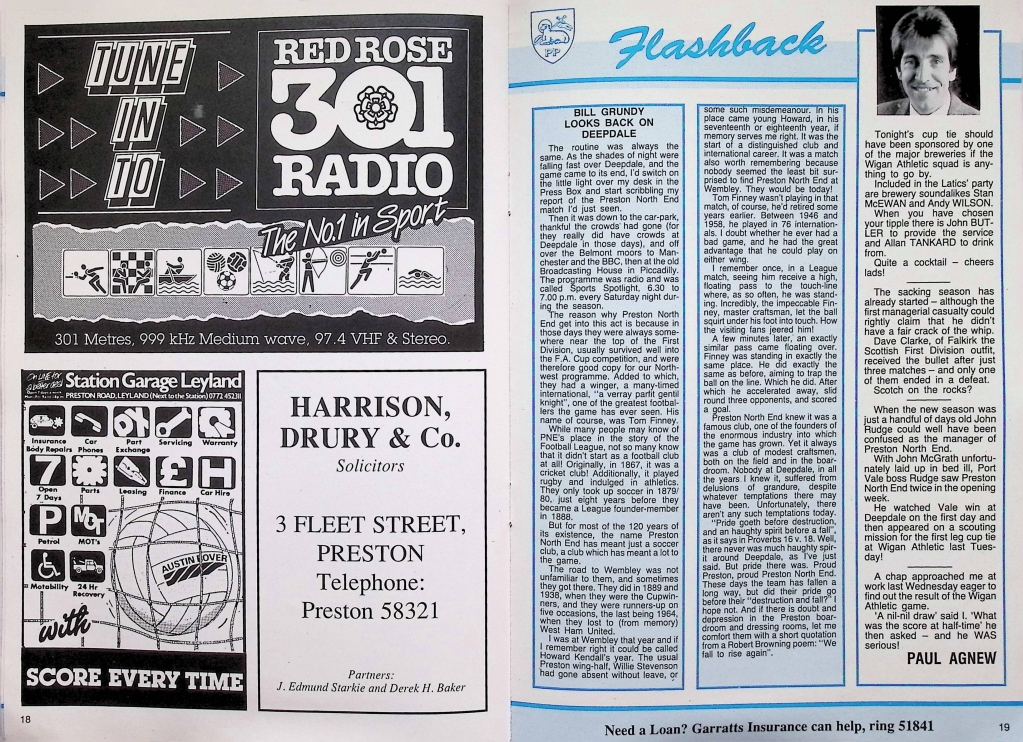 TUNE
IN
TO
RED ROSE
301
RADIO
The No.1 in Sport
301 Metres, 999 kHz Medium wave, 97.4 VHF & Stereo.
Station Garage Leyland
PRESTON ROAD, LEYLAND (Next to the Station) 0772 452311
Insurance
Body Repairs
Car
Phones
Part
Exchange
Servicing
Warranty
7
Open
7 Days
Parts
Leasing
£
Finance
H
Car Hire
P
Petrol
MOT
MOT's
Motability
24 Hr
Recovery
AUSTIN ROVER
with
SCORE EVERY TIME
HARRISON,
DRURY & Co.
Solicitors
3 FLEET STREET,
PRESTON
Telephone:
Preston 58321
Partners:
J. Edmund Starkie and Derek H. Baker
18
PP
Flashback
BILL GRUNDY
LOOKS BACK ON
DEEPDALE
The routine was always the
same. As the shades of night were
falling fast over Deepdale, and the
game came to its end, I'd switch on
the little light over my desk in the
Press Box and start scribbling my
report of the Preston North End
match I'd just seen.
Then it was down to the car-park,
thankful the crowds had gone (for
they really did have crowds at
Deepdale in those days), and off
over the Belmont moors to Man-
chester and the BBC, then at the old
Broadcasting House in Piccadilly.
The programme was radio and was
called Sports Spotlight, 6.30 to
7.00 p.m. every Saturday night dur-
ing the season.
The reason why Preston North
End get into this act is because in
those days they were always some-
where near the top of the First
Division, usually survived well into
the F.A. Cup competition, and were
therefore good copy for our North-
west programme. Added to which,
they had a winger, a many-timed
international, "a verray parfit gentil
knight", one of the greatest footbal-
lers the game has ever seen. His
name of course, was Tom Finney.
While many people may know of
PNE's place in the story of the
Football League, not so many know
that it didn't start as a football club
at all! Originally, in 1867, it was a
cricket club! Additionally, it played
rugby and indulged in athletics.
They only took up soccer in 1879/
80, just eight years before they
became a League founder-member
in 1888.
But for most of the 120 years of
its existence, the name Preston
North End has meant just a soccer
club, a club which has meant a lot to
the game.
The road to Wembley was not
unfamiliar to them, and sometimes
they got there. They did in 1889 and
1938, when they were the Cupwin-
ners, and they were runners-up on
five occasions, the last being 1964,
when they lost to (from memory)
West Ham United.
I was at Wembley that year and if
I remember right it could be called
Howard Kendall's year. The usual
Preston wing-half, Willie Stevenson
had gone absent without leave, or
some such misdemeanour. In his
place came young Howard, in his
seventeenth or eighteenth year, if
memory serves me right. It was the
start of a distinguished club and
international career. It was a match
also worth remembering because
nobody seemed the least bit sur-
prised to find Preston North End at
Wembley. They would be today!
Tom Finney wasn't playing in that
match, of course, he'd retired some
years earlier. Between 1946 and
1958, he played in 76 internation-
als. I doubt whether he ever had a
bad game, and he had the great
advantage that he could play on
either wing.
I remember once, in a League
match, seeing him receive a high,
floating pass to the touch-line
where, as so often, he was stand-
ing. Incredibly, the impeccable Fin-
ney, master craftsman, let the ball
squirt under his foot into touch. How
the visiting fans jeered him!
A few minutes later, an exactly
similar pass came floating over.
Finney was standing in exactly the
same place. He did exactly the
same as before, aiming to trap the
ball on the line. Which he did. After
which he accelerated away, slid
round three opponents, and scored
a goal.
Preston North End knew it was a
famous club, one of the founders of
the enormous industry into which
the game has grown. Yet it always
was a club of modest craftsmen,
both on the field and in the board-
room. Nobody at Deepdale, in all
the years I knew it, suffered from
delusions of grandure, despite
whatever temptations there may
have been. Unfortunately, there
aren't any such temptations today.
"Pride goeth before destruction,
and an haughty spirit before a fall",
as it says in Proverbs 16 v. 18. Well,
there never was much haughty spir-
it around Deepdale, as I've just
said. But pride there was. Proud
Preston, proud Preston North End.
These days the team has fallen a
long way, but did their pride go
before their "destruction and fall?" I
hope not. And if there is doubt and
depression in the Preston boar-
droom and dressing rooms, let me
comfort them with a short quotation
from a Robert Browning poem: "We
fall to rise again".
Tonight's cup tie should
have been sponsored by one
of the major breweries if the
Wigan Athletic squad is any-
thing to go by.
Included in the Latics' party
are brewery soundalikes Stan
McEWAN and Andy WILSON.
When you have chosen
your tipple there is John BUT-
LER to provide the service
and Allan TANKARD to drink
from.
Quite a cocktail – cheers
lads!
The sacking season has
already started – although the
first managerial casualty could
rightly claim that he didn't
have a fair crack of the whip.
Dave Clarke, of Falkirk the
Scottish First Division outfit,
received the bullet after just
three matches – and only one
of them ended in a defeat.
Scotch on the rocks?
When the new season was
just a handful of days old John
Rudge could well have been
confused as the manager of
Preston North End.
With John McGrath unfortu-
nately laid up in bed ill, Port
Vale boss Rudge saw Preston
North End twice in the opening
week.
He watched Vale win at
Deepdale on the first day and
then appeared on a scouting
mission for the first leg cup tie
at Wigan Athletic last Tues-
day!
A chap approached me at
work last Wednesday eager to
find out the result of the Wigan
Athletic game.
'A nil-nil draw' said I. 'What
was the score at half-time' he
then asked – and he WAS
serious!
PAUL AGNEW
Need a Loan? Garratts Insurance can help, ring 51841
19